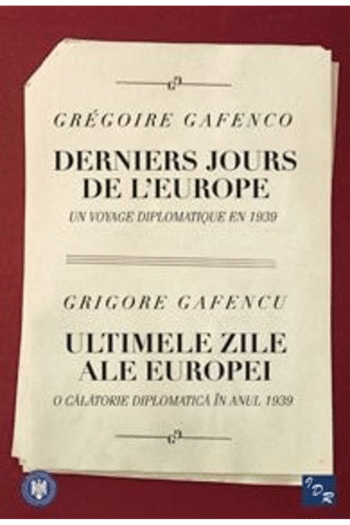 GRÉGOIRE GAFENCO
DERNIERS JOURS
DE L'EUROPE
UN VOYAGE DIPLOMATIQUE EN 1939
GRIGORE GAFENCU
ULTIMELE ZILE
ALE EUROPEI
O CĂLĂTORIE DIPLOMATICĂ ÎN ANUL 1939
IDR